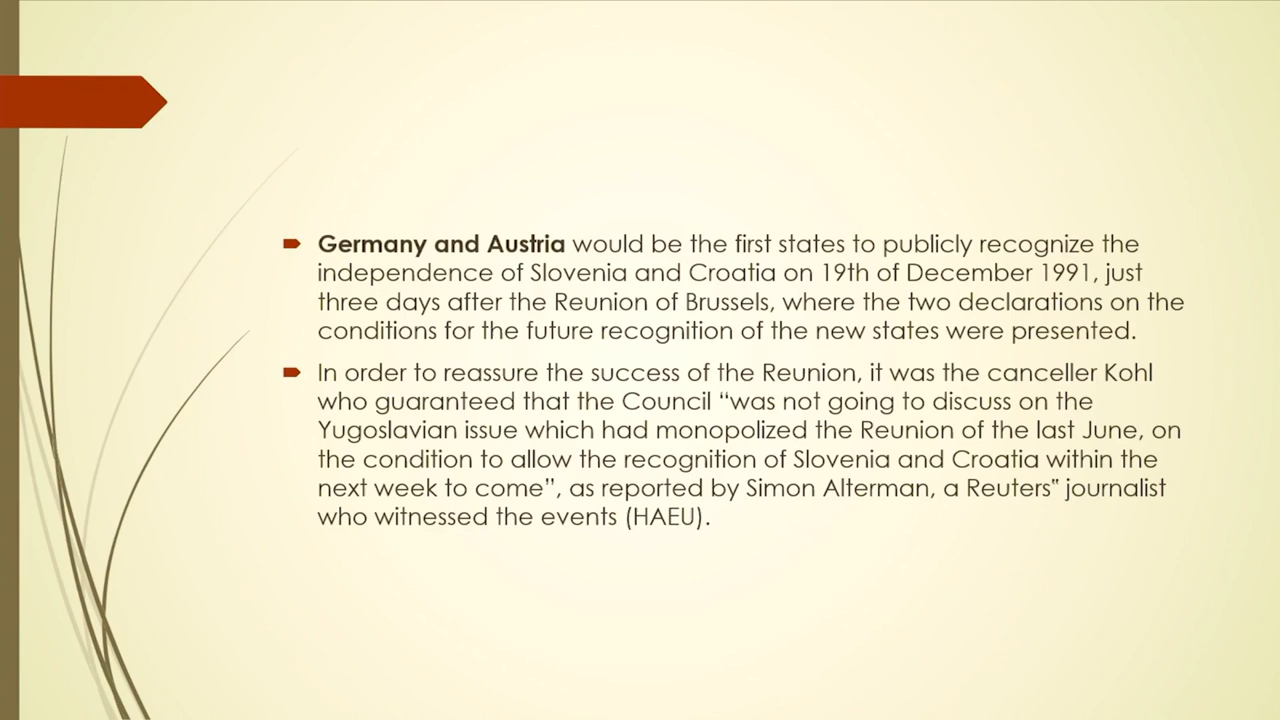 Germany and Austria would be the first states to publicly recognize the
independence of Slovenia and Croatia on 19th of December 1991, just
three days after the Reunion of Brussels, where the two declarations on the
conditions for the future recognition of the new states were presented.
In order to reassure the success of the Reunion, it was the canceller Kohl
who guaranteed that the Council “was not going to discuss on the
Yugoslavian issue which had monopolized the Reunion of the last June, on
the condition to allow the recognition of Slovenia and Croatia within the
next week to come”, as reported by Simon Alterman, a Reuters‟ journalist
who witnessed the events (HAEU).